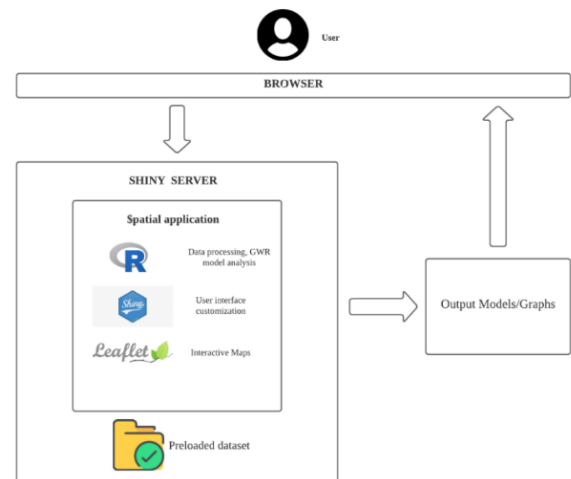 User
BROWSER
SHINY SERVER
$patial application
R
Data processing, GWR
model analysis
Shiny
User interface
customization
Leaflet
Interactive Maps
Output Models/Graphs
Preloaded dataset